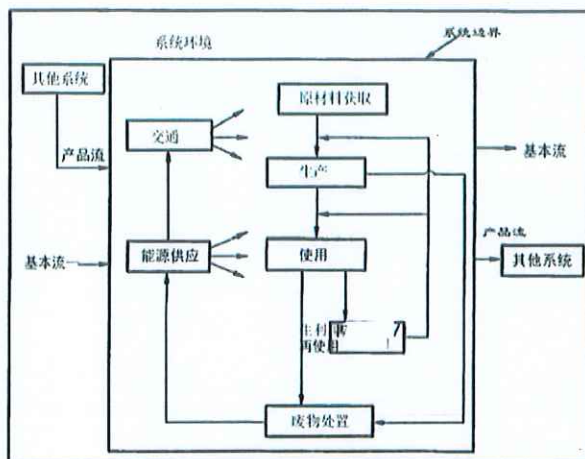 系统环境
系统边界
其他系统
原材料获取
交通
产品流
基本流
生产
产品流
基本流
能源供应
使用
其他系统
再使用
废物处置